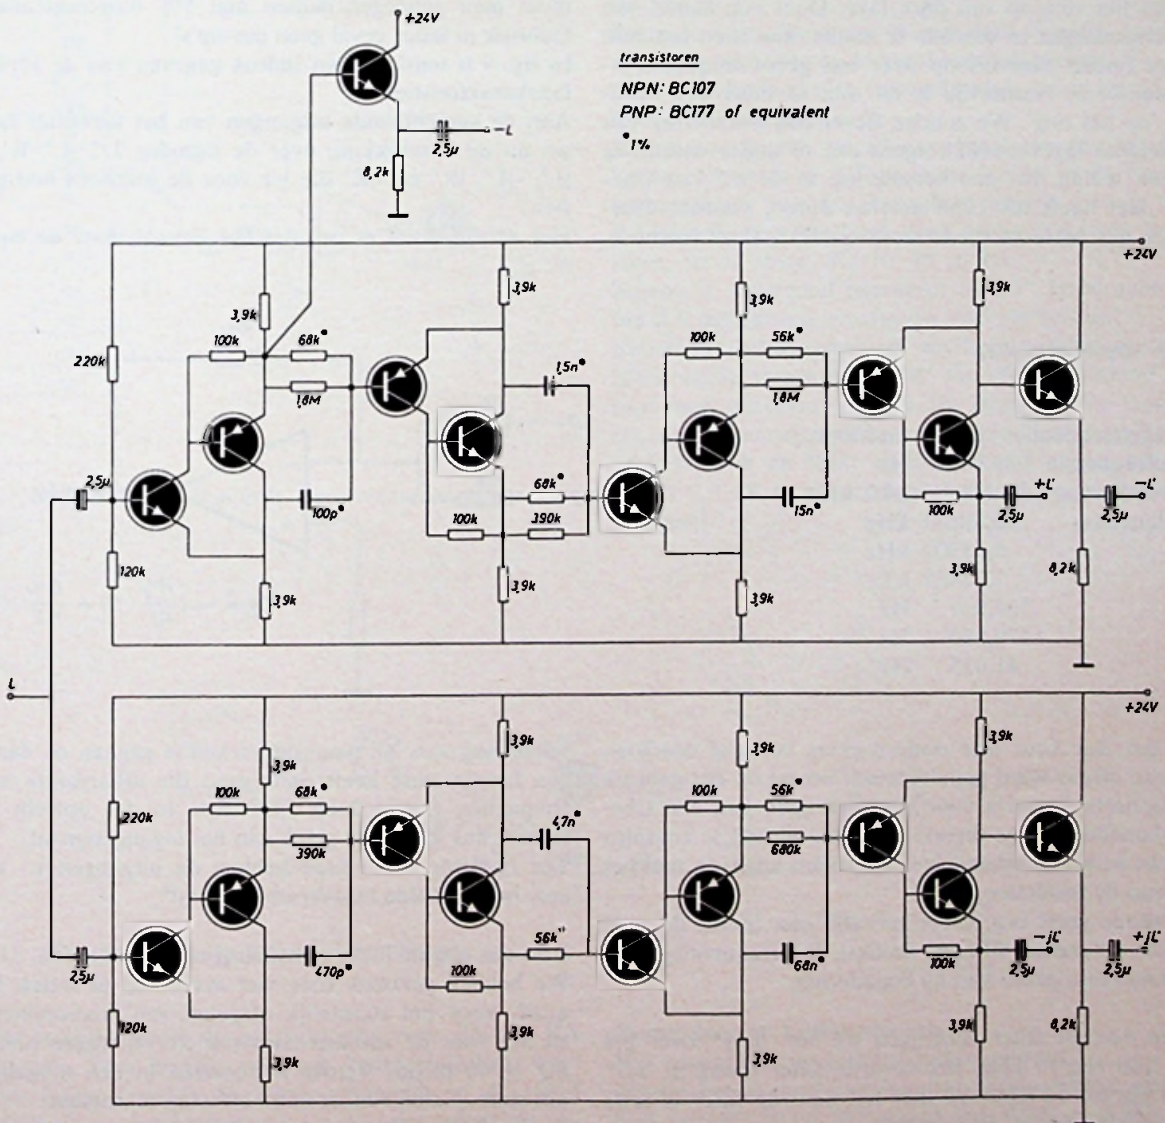 +24V
transistoren
NPN: BC107
PNP: BC177 of equivalent
*1%
-L
2,5µ
8,2k
+24V
3,9k
3,9k
3,9k
3,9k
100k
68k*
100k
56k*
220k
1,8M
1,5n*
1,8M
2,5µ
100p*
68k*
15n*
100k
390k
100k
+L'
-L'
2,5µ
2,5µ
120k
3,9k
3,9k
3,9k
3,9k
8,2k
L
+24V
3,9k
3,9k
3,9k
3,9k
100k
68k*
100k
56k*
220k
390k
4,7n*
680k
2,5µ
470p*
56k"
68n*
100k
100k
-jL'
+jL'
2,5µ
2,5µ
120k
3,9k
3,9k
3,9k
3,9k
8,2k